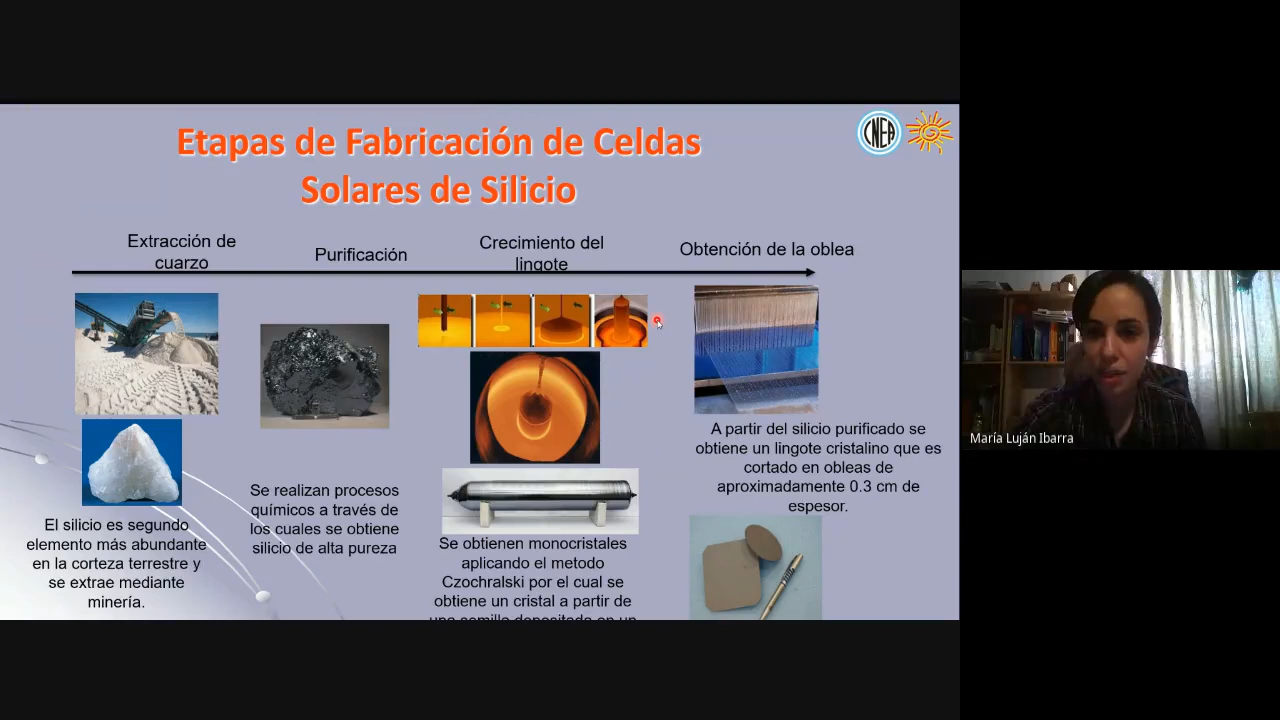 Etapas de Fabricación de Celdas
Solares de Silicio
CNEA
Extracción de
cuarzo
Purificación
Crecimiento del
lingote
Obtención de la oblea
El silicio es segundo
elemento más abundante
en la corteza terrestre y
se extrae mediante
minería.
Se realizan procesos
químicos a través de
los cuales se obtiene
silicio de alta pureza
Se obtienen monocristales
aplicando el metodo
Czochralski por el cual se
obtiene un cristal a partir de
una semilla depositada en un
A partir del silicio purificado se
obtiene un lingote cristalino que es
cortado en obleas de
aproximadamente 0.3 cm de
espesor.
María Luján Ibarra